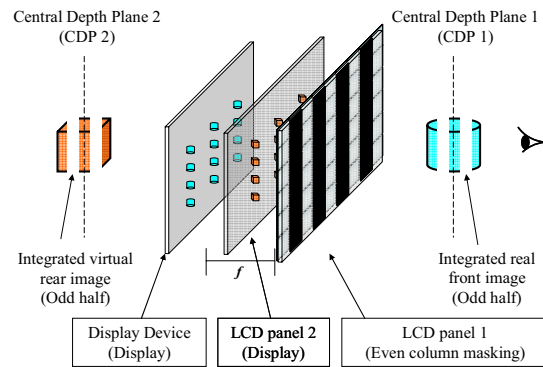 Central Depth Plane 2
(CDP 2)
Central Depth Plane 1
(CDP 1)
Integrated virtual
rear image
(Odd half)
f
Integrated real
front image
(Odd half)
Display Device
(Display)
LCD panel 2
(Display)
LCD panel 1
(Even column masking)